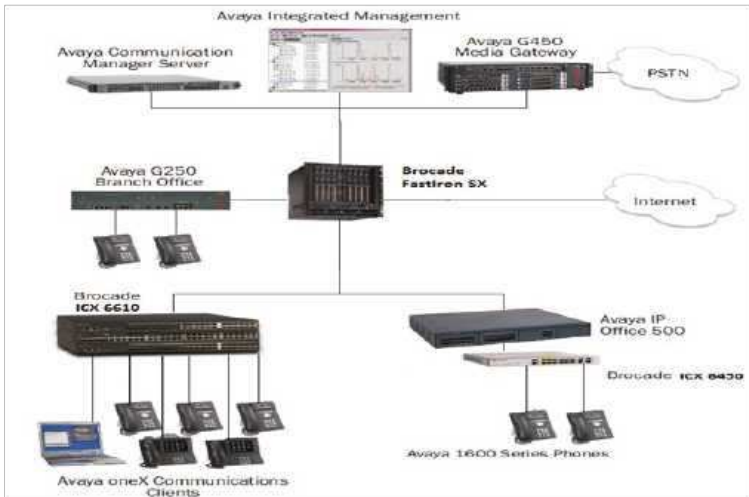 Avaya Integrated Management
Avaya Communication
Manager Server
Avaya G450
Media Gateway
PSTN
Avaya G250
Branch Office
Brocade
FastIron SX
Internet
Brocade
ICX 6610
Avaya IP
Office 500
Brocade ICX 6430
Avaya 1600 Series Phones
Avaya oneX Communications
Clients